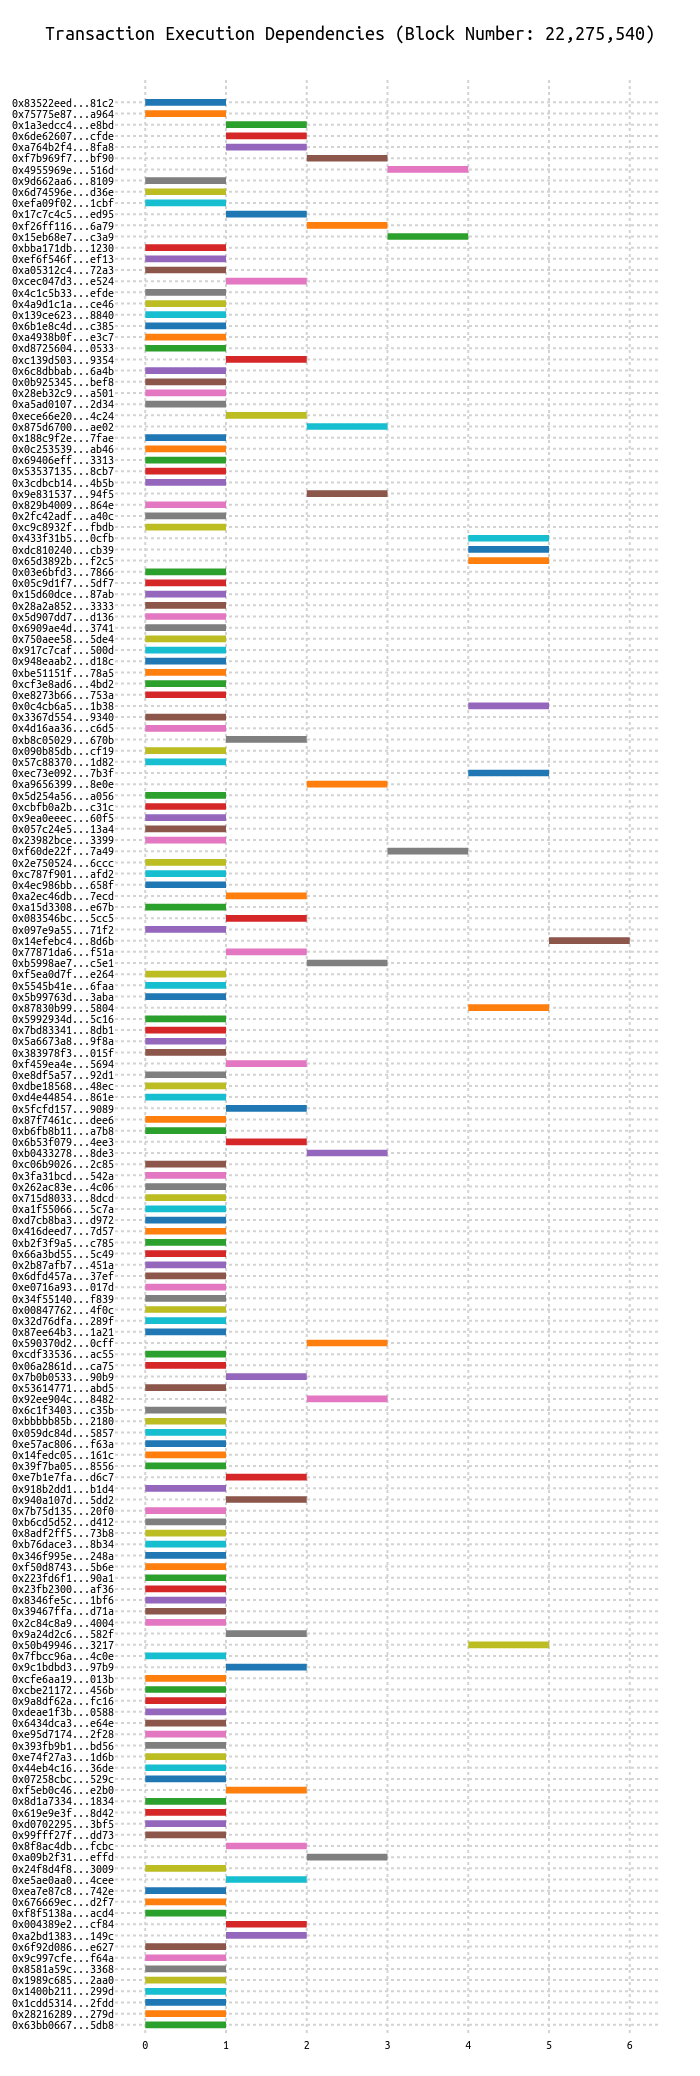 Transaction Execution Dependencies (Block Number: 22,275,540)
0x83522eed...81c2
0x75775e87...a964
0x1a3edcc4...e8bd
0x6de62607...cfde
0xa764b2f4...8fa8
0xf7b969f7...bf90
0x4955969e...516d
0x9d662aa6...8109
0x6d74596e...d36e
0xefa09f02...1cbf
0x17c7c4c5...ed95
0xf26ff116...6a79
0x15eb68e7...c3a9
0xbba171db...1230
0xef6f546f...ef13
0xa05312c4...72a3
0xcec047d3...e524
0x4c1c5b33...efde
0x4a9d1c1a...ce46
0x139ce623...8840
0x6b1e8c4d...c385
0xa4938b0f...e3c7
0xd8725604...0533
0xc139d503...9354
0x6c8dbbab...6a4b
0x0b925345...bef8
0x28eb32c9...a501
0xa5ad0107...2d34
0xece66e20...4c24
0x875d6700...ae02
0x188c9f2e...7fae
0x0c253539...ab46
0x69406eff...3313
0x53537135...8cb7
0x3cdbcb14...4b5b
0x9e831537...94f5
0x829b4009...864e
0x2fc42adf...a40c
0xc9c8932f...fbdb
0x433f31b5...0cfb
0xdc810240...cb39
0x65d3892b...f2c5
0x03e6bfd3...7866
0x05c9d1f7...5df7
0x15d60dce...87ab
0x28a2a852...3333
0x5d907dd7...d136
0x6909ae4d...3741
0x750aee58...5de4
0x917c7caf...500d
0x948eaab2...d18c
0xbe51151f...78a5
0xcf3e8ad6...4bd2
0xe8273b66...753a
0x0c4cb6a5...1b38
0x3367d554...9340
0x4d16aa36...c6d5
0xb8c05029...670b
0x090b85db...cf19
0x57c88370...1d82
0xec73e092...7b3f
0xa9656399...8e0e
0x5d254a56...a056
0xcbfb0a2b...c31c
0x9ea0eeec...60f5
0x057c24e5...13a4
0x23982bce...3399
0xf60de22f...7a49
0x2e750524...6ccc
0xc787f901...afd2
0x4ec986bb...658f
0xa2ec46db...7ecd
0xa15d3308...e67b
0x083546bc...5cc5
0x097e9a55...71f2
0x14efebc4...8d6b
0x77871da6...f51a
0xb5998ae7...c5e1
0xf5ea0d7f...e264
0x5545b41e...6faa
0x5b99763d...3aba
0x87830b99...5804
0x5992934d...5c16
0x7bd83341...8db1
0x5a6673a8...9f8a
0x383978f3...015f
0xf459ea4e...5694
0xe8df5a57...92d1
0xdbe18568...48ec
0xd4e44854...861e
0x5fcfd157...9089
0x87f7461c...dee6
0xb6fb8b11...a7b8
0x6b53f079...4ee3
0xb0433278...8de3
0xc06b9026...2c85
0x3fa31bcd...542a
0x262ac83e...4c06
0x715d8033...8dcd
0xa1f55066...5c7a
0xd7cb8ba3...d972
0x416deed7...7d57
0xb2f3f9a5...c785
0x66a3bd55...5c49
0x2b87afb7...451a
0x6dfd457a...37ef
0xe0716a93...017d
0x34f55140...f839
0x00847762...4f0c
0x32d76dfa...289f
0x87ee64b3...1a21
0x590370d2...0cff
0xcdf33536...ac55
0x06a2861d...ca75
0x7b0b0533...90b9
0x53614771...abd5
0x92ee904c...8482
0x6c1f3403...c35b
0xbbbbb85b...2180
0x059dc84d...5857
0xe57ac806...f63a
0x14fedc05...161c
0x39f7ba05...8556
0xe7b1e7fa...d6c7
0x918b2dd1...b1d4
0x940a107d...5dd2
0x7b75d135...20f0
0xb6cd5d52...d412
0x8adf2ff5...73b8
0xb76dace3...8b34
0x346f995e...248a
0xf50d8743...5b6e
0x223fd6f1...90a1
0x23fb2300...af36
0x8346fe5c...1bf6
0x39467ffa...d71a
0x2c84c8a9...4004
0x9a24d2c6...582f
0x50b49946...3217
0x7fbcc96a...4c0e
0x9c1bdbd3...97b9
0xcfe6aa19...013b
0xcbe21172...456b
0x9a8df62a...fc16
0xdeae1f3b...0588
0x6434dca3...e64e
0xe95d7174...2f28
0x393fb9b1...bd56
0xe74f27a3...1d6b
0x44eb4c16...36de
0x07258cbc...529c
0xf5eb0c46...e2b0
0x8d1a7334...1834
0x619e9e3f...8d42
0xd0702295...3bf5
0x99fff27f...dd73
0x8f8ac4db...fcbc
0xa09b2f31...effd
0x24f8d4f8...3009
0xe5ae0aa0...4cee
0xea7e87c8...742e
0x676669ec...d2f7
0xf8f5138a...acd4
0x004389e2...cf84
0xa2bd1383...149c
0x6f92d086...e627
0x9c997cfe...f64a
0x8581a59c...3368
0x1989c685...2aa0
0x1400b211...299d
0x1cdd5314...2fdd
0x28216289...279d
0x63bb0667...5db8
0 1 2 3 4 5 6